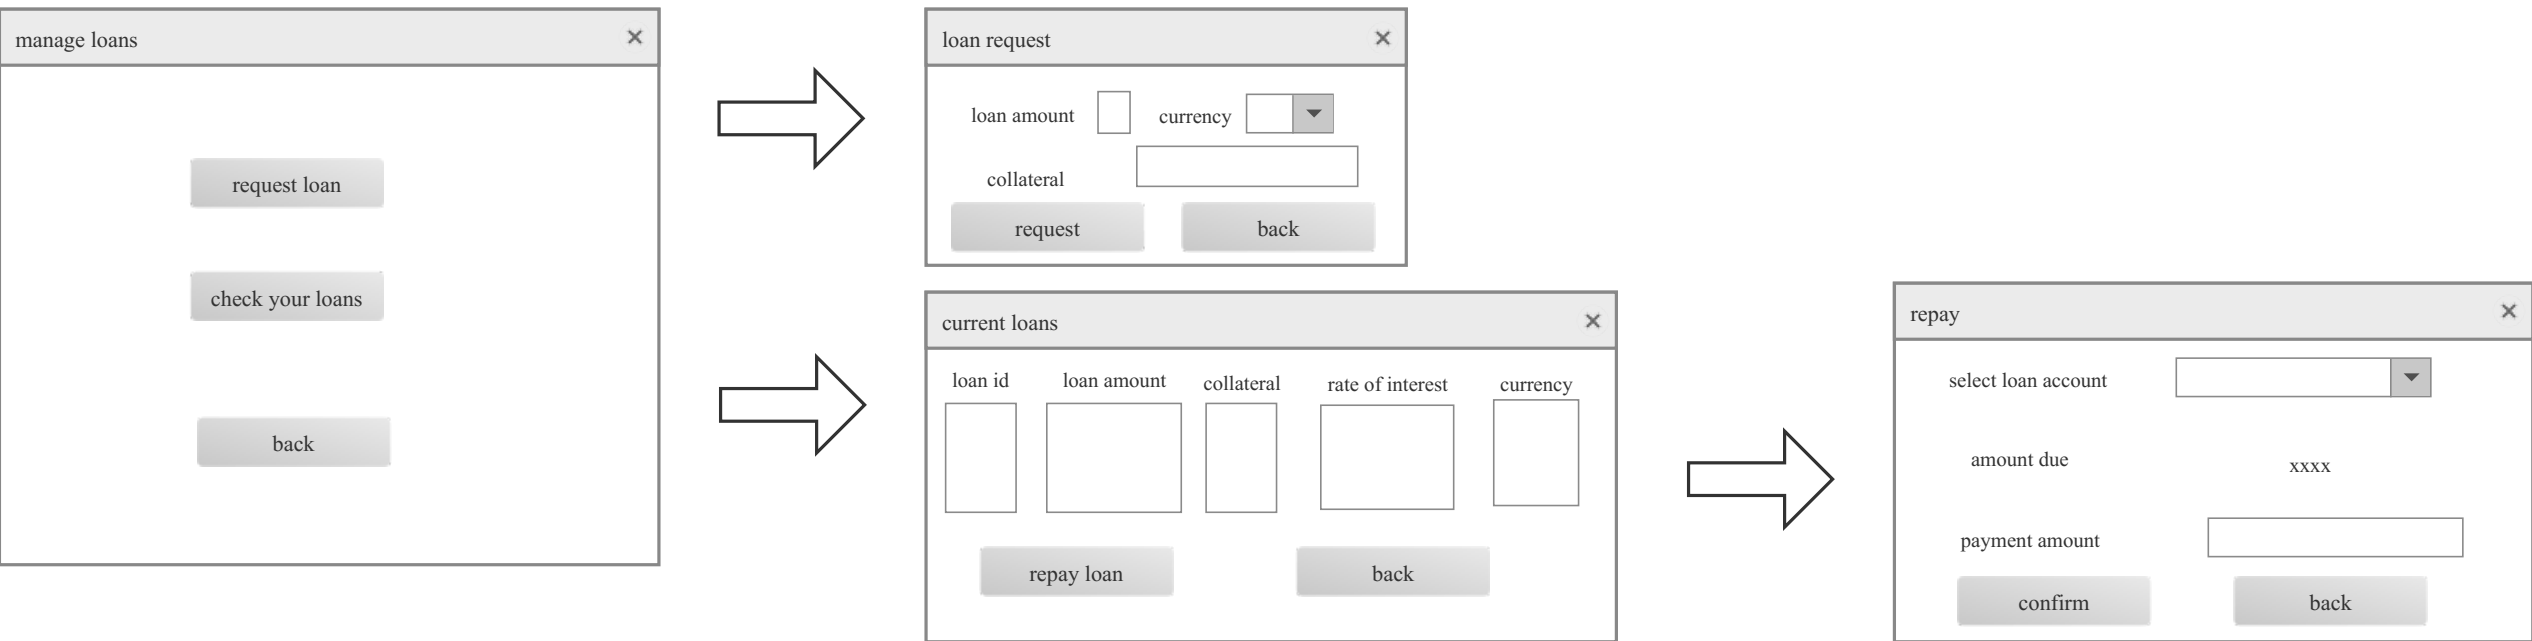 manage loans
request loan
check your loans
back
loan request
loan amount currency
collateral
request back
current loans
loan id loan amount collateral rate of interest currency
repay loan back
repay
select loan account
amount due xxxx
payment amount
confirm back